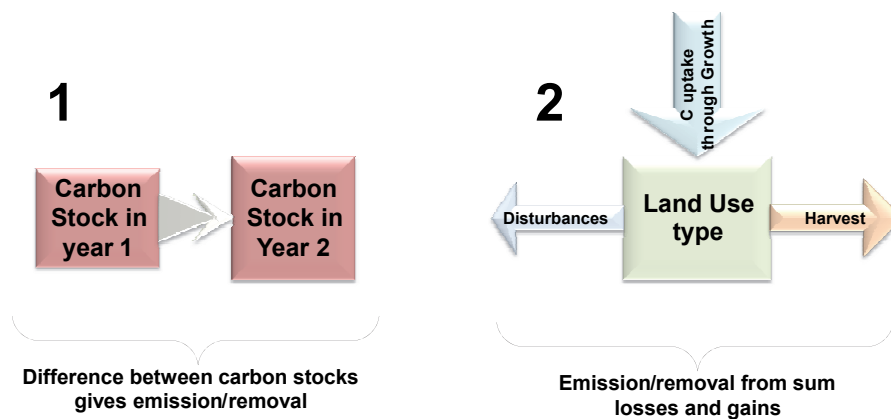 1
Carbon
Stock in
year 1
Carbon
Stock in
Year 2
Difference between carbon stocks
gives emission/removal
2
C uptake
through Growth
Disturbances
Land Use
type
Harvest
Emission/removal from sum
losses and gains